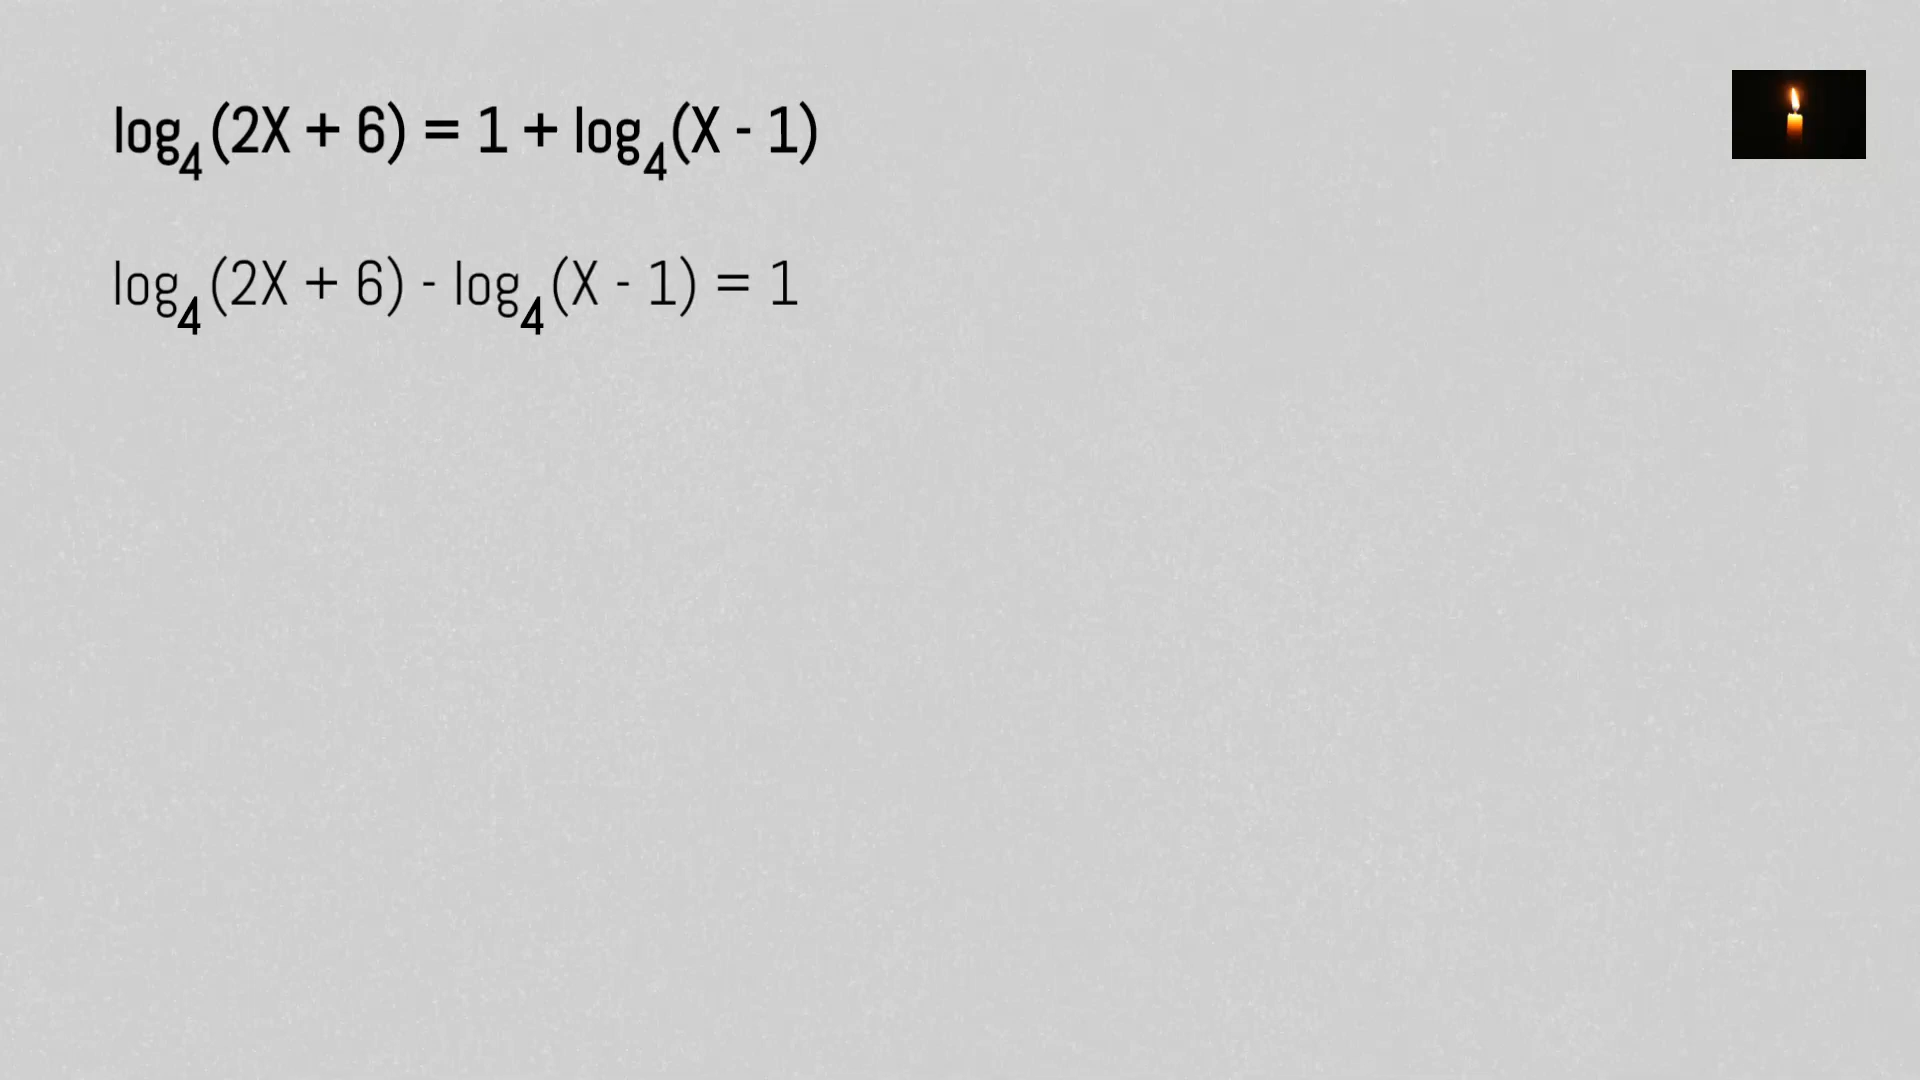 log₄(2X + 6) = 1 + log₄(X - 1)
log₄(2X + 6) - log₄(X - 1) = 1